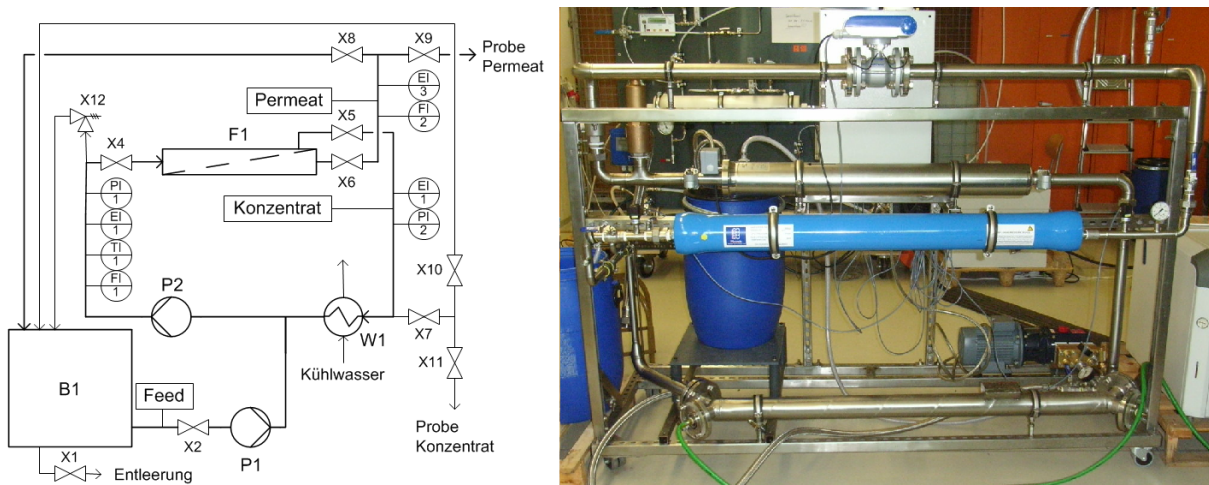 X8
X9
Probe
Permeat
EI
3
Permeat
X12
FI
2
X5
F1
X4
X6
PI
1
EI
1
Konzentrat
EI
1
PI
2
TI
1
FI
1
X10
P2
X7
W1
X11
B1
Kühlwasser
Feed
X2
P1
Probe
Konzentrat
X1
Entleerung